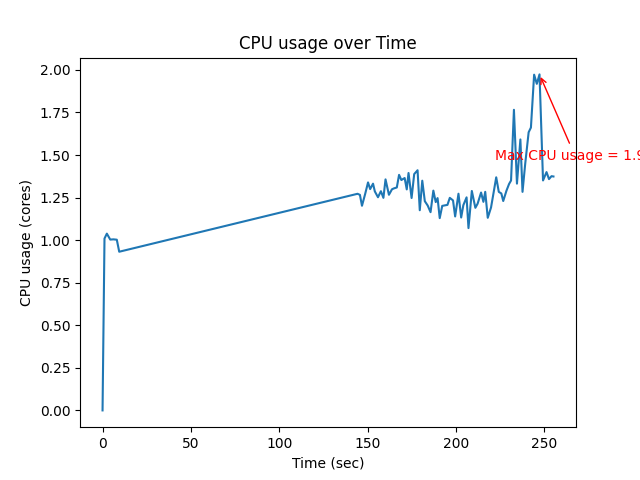 CPU usage over Time
CPU usage (cores)
2.00
1.75
1.50
1.25
1.00
0.75
0.50
0.25
0.00
Max CPU usage = 1.9
0 50 100 150 200 250
Time (sec)